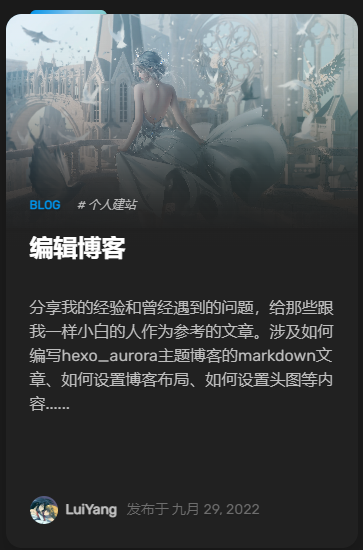 BLOG # 个人建站
编辑博客
分享我的经验和曾经遇到的问题，给那些跟
我一样小白的人作为参考的文章。涉及如何
编写hexo_aurora主题博客的markdown文
章、如何设置博客布局、如何设置头图等内
容......
LuiYang 发布于 九月 29, 2022